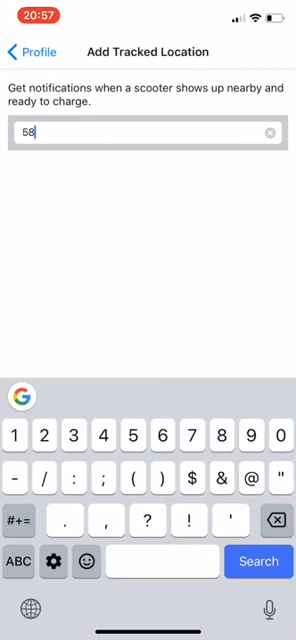 20:57
Profile
Add Tracked Location
Get notifications when a scooter shows up nearby and
ready to charge.
58
G
1 2 3 4 5 6 7 8 9 0
- / : ; ( ) $ & @ "
#+= . , ? ! '
ABC Search